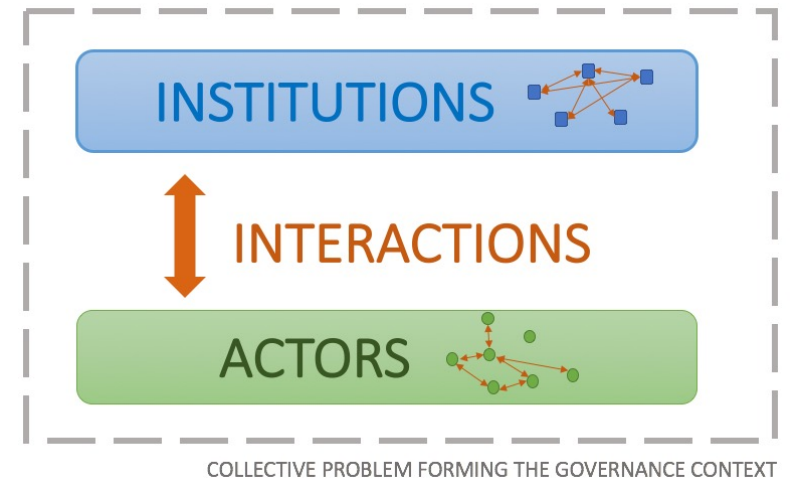 INSTITUTIONS
INTERACTIONS
ACTORS
COLLECTIVE PROBLEM FORMING THE GOVERNANCE CONTEXT